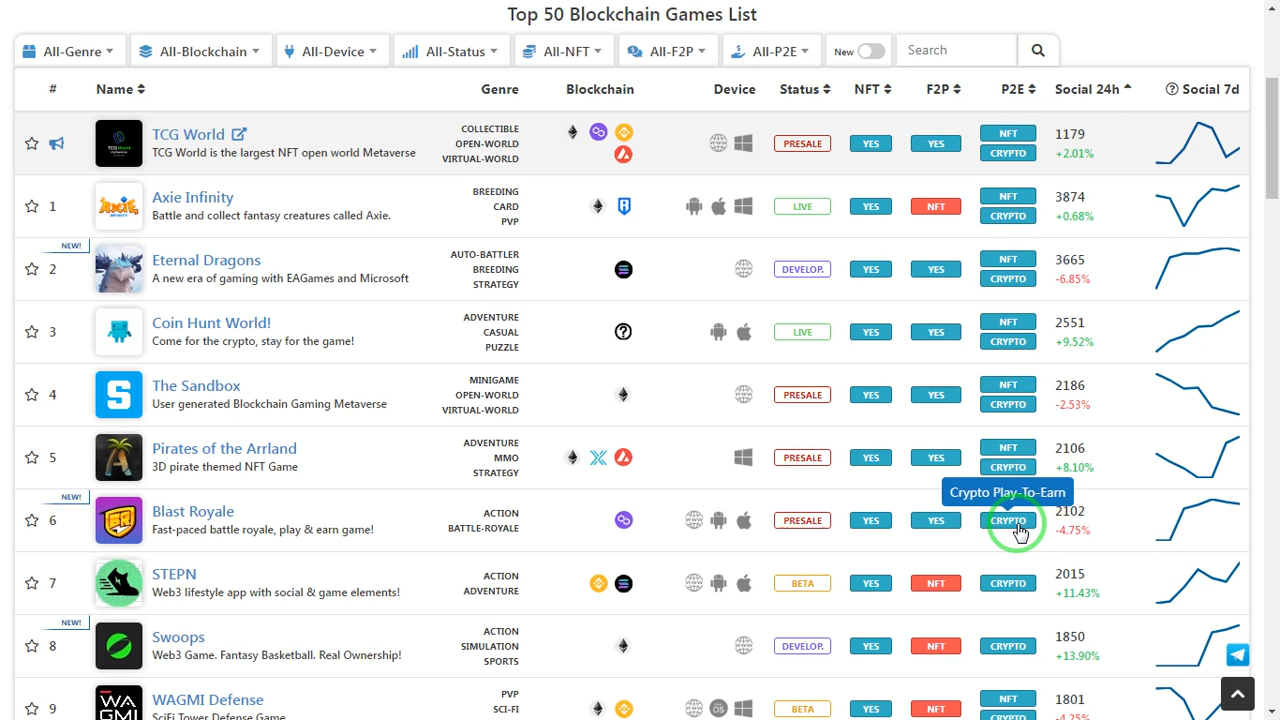 Top 50 Blockchain Games List
All-Genre All-Blockchain All-Device All-Status All-NFT All-F2P All-P2E New Search
# Name Genre Blockchain Device Status NFT F2P P2E Social 24h Social 7d
TCG World
TCG World is the largest NFT open world Metaverse
COLLECTIBLE
OPEN-WORLD
VIRTUAL-WORLD
PRESALE YES YES NFT CRYPTO
1179
+2.01%
1
Axie Infinity
Battle and collect fantasy creatures called Axie.
BREEDING
CARD
PVP
LIVE YES NFT NFT CRYPTO
3874
+0.68%
NEW!
2
Eternal Dragons
A new era of gaming with EAGames and Microsoft
AUTO-BATTLER
BREEDING
STRATEGY
DEVELOP. YES YES NFT CRYPTO
3665
-6.85%
3
Coin Hunt World!
Come for the crypto, stay for the game!
ADVENTURE
CASUAL
PUZZLE
LIVE YES YES NFT CRYPTO
2551
+9.52%
4
The Sandbox
User generated Blockchain Gaming Metaverse
MINIGAME
OPEN-WORLD
VIRTUAL-WORLD
PRESALE YES YES NFT CRYPTO
2186
-2.53%
5
Pirates of the Arrland
3D pirate themed NFT Game
ADVENTURE
MMO
STRATEGY
PRESALE YES YES NFT CRYPTO
2106
+8.10%
Crypto Play-To-Earn
NEW!
6
Blast Royale
Fast-paced battle royale, play & earn game!
ACTION
BATTLE-ROYALE
PRESALE YES YES CRYPTO
2102
-4.75%
7
STEPN
Web3 lifestyle app with social & game elements!
ACTION
ADVENTURE
BETA YES NFT CRYPTO
2015
+11.43%
NEW!
8
Swoops
Web3 Game. Fantasy Basketball. Real Ownership!
ACTION
SIMULATION
SPORTS
DEVELOP. YES NFT CRYPTO
1850
+13.90%
9
WAGMI Defense
SciFi Tower Defense Game
PVP
SCI-FI
BETA YES NFT NFT CRYPTO
1801
-4.25%